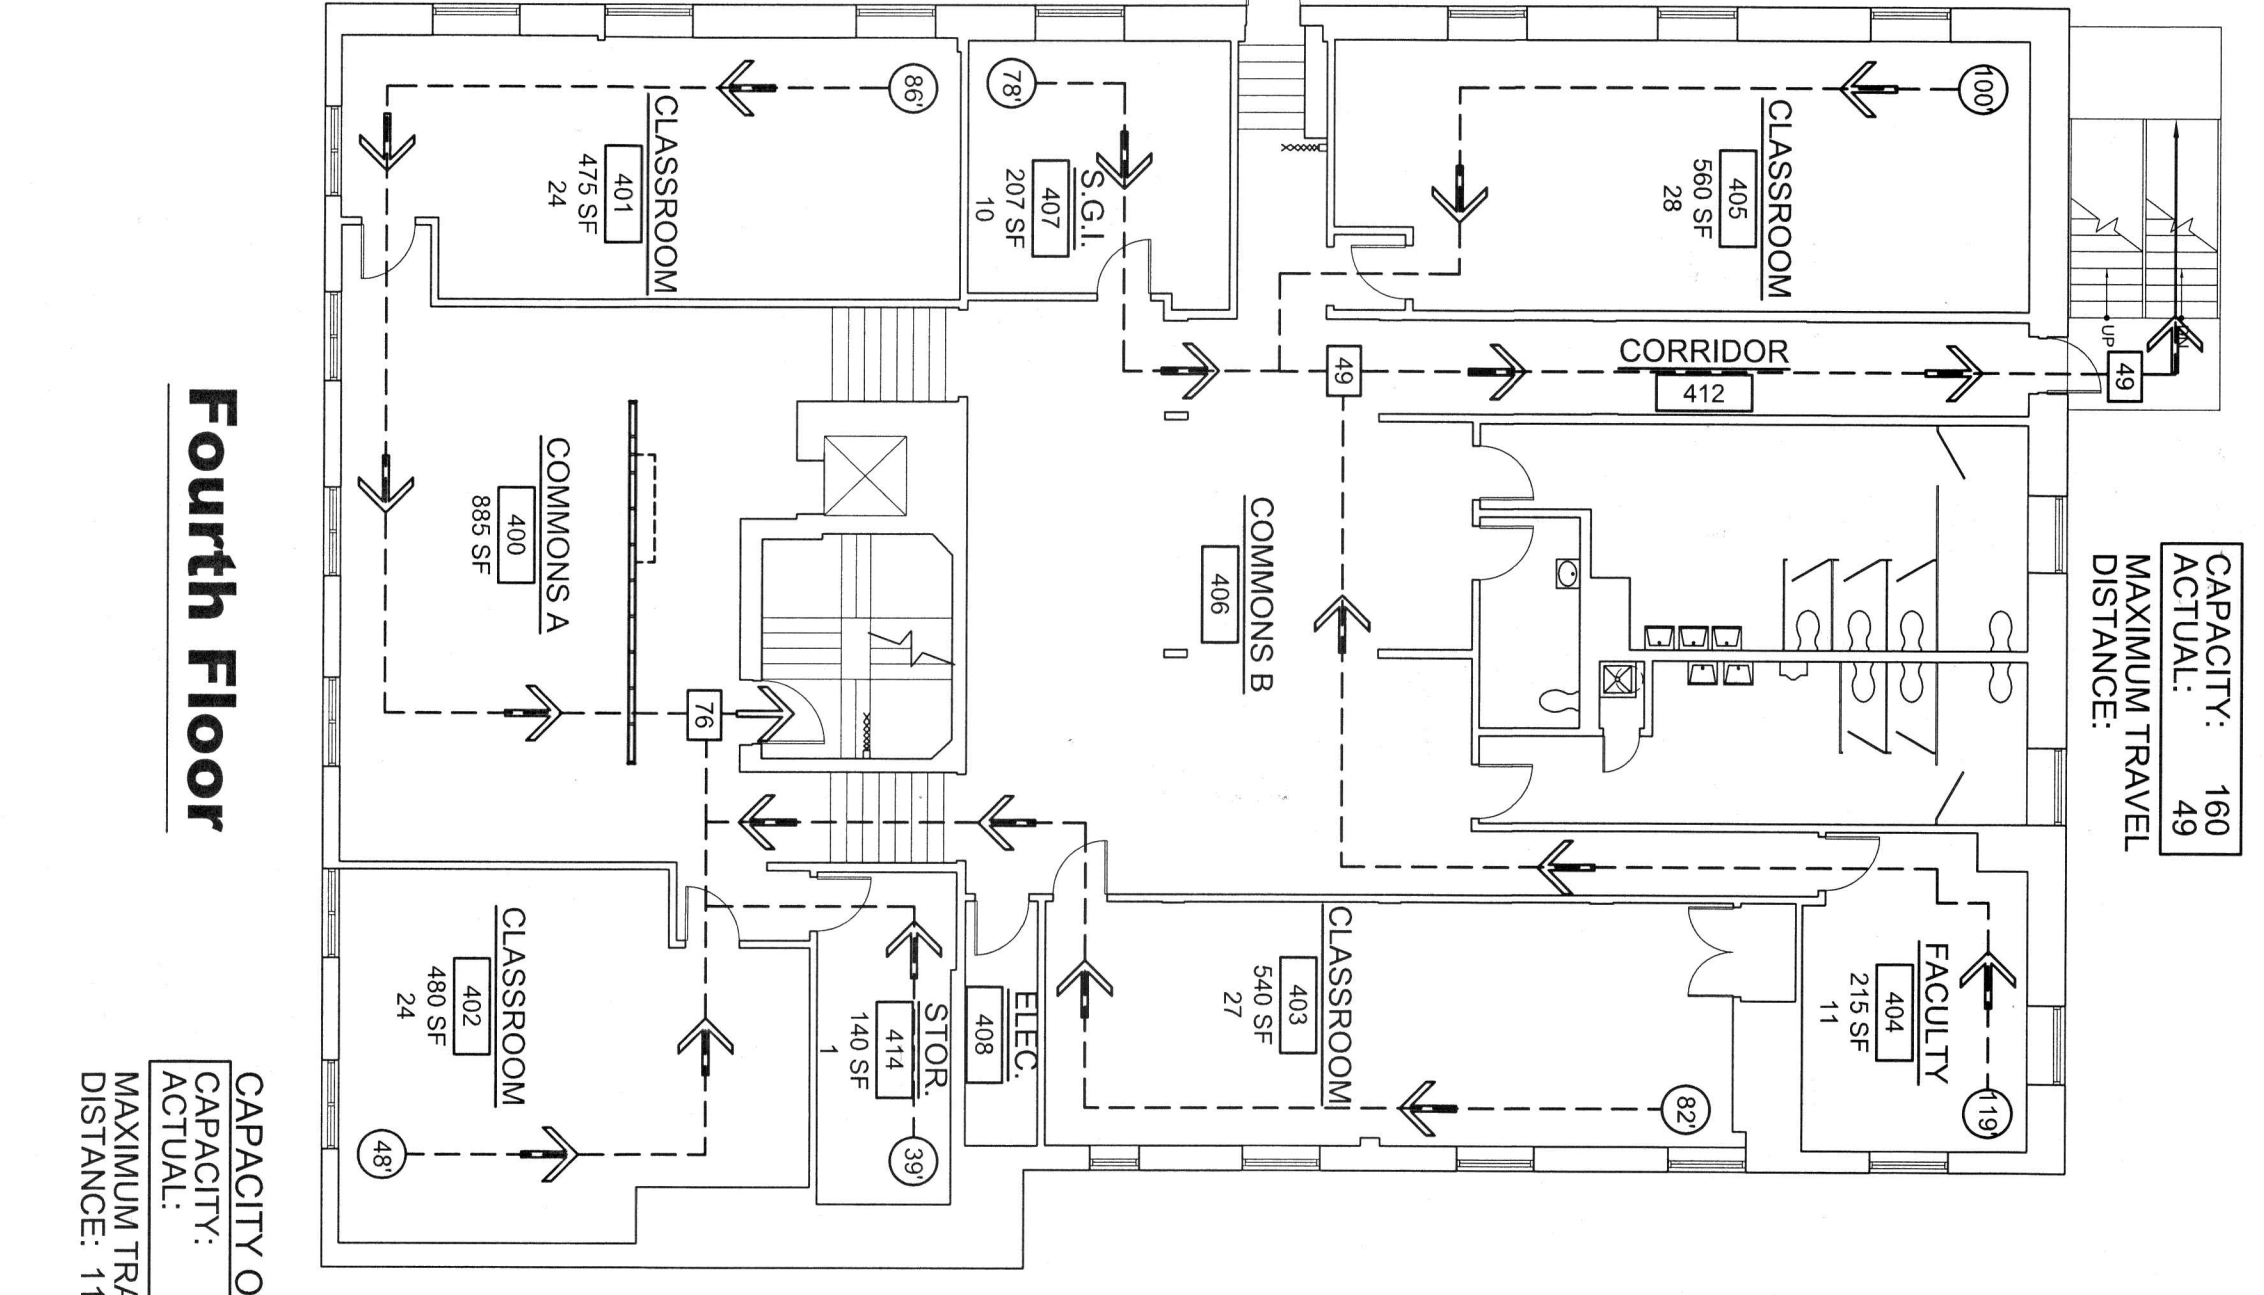 CAPACITY: 160
ACTUAL: 49
MAXIMUM TRAVEL
DISTANCE:
UP
DN
49
100'
CLASSROOM
405
560 SF
28
CORRIDOR
412
49
FACULTY
404
215 SF
11
119'
82'
CLASSROOM
403
540 SF
27
COMMONS B
406
78'
S.G.I.
407
207 SF
10
ELEC.
408
STOR.
414
140 SF
1
39'
86'
CLASSROOM
401
475 SF
24
76
COMMONS A
400
885 SF
CLASSROOM
402
480 SF
24
48'
Fourth Floor
CAPACITY O
CAPACITY:
ACTUAL:
MAXIMUM TRA
DISTANCE: 11